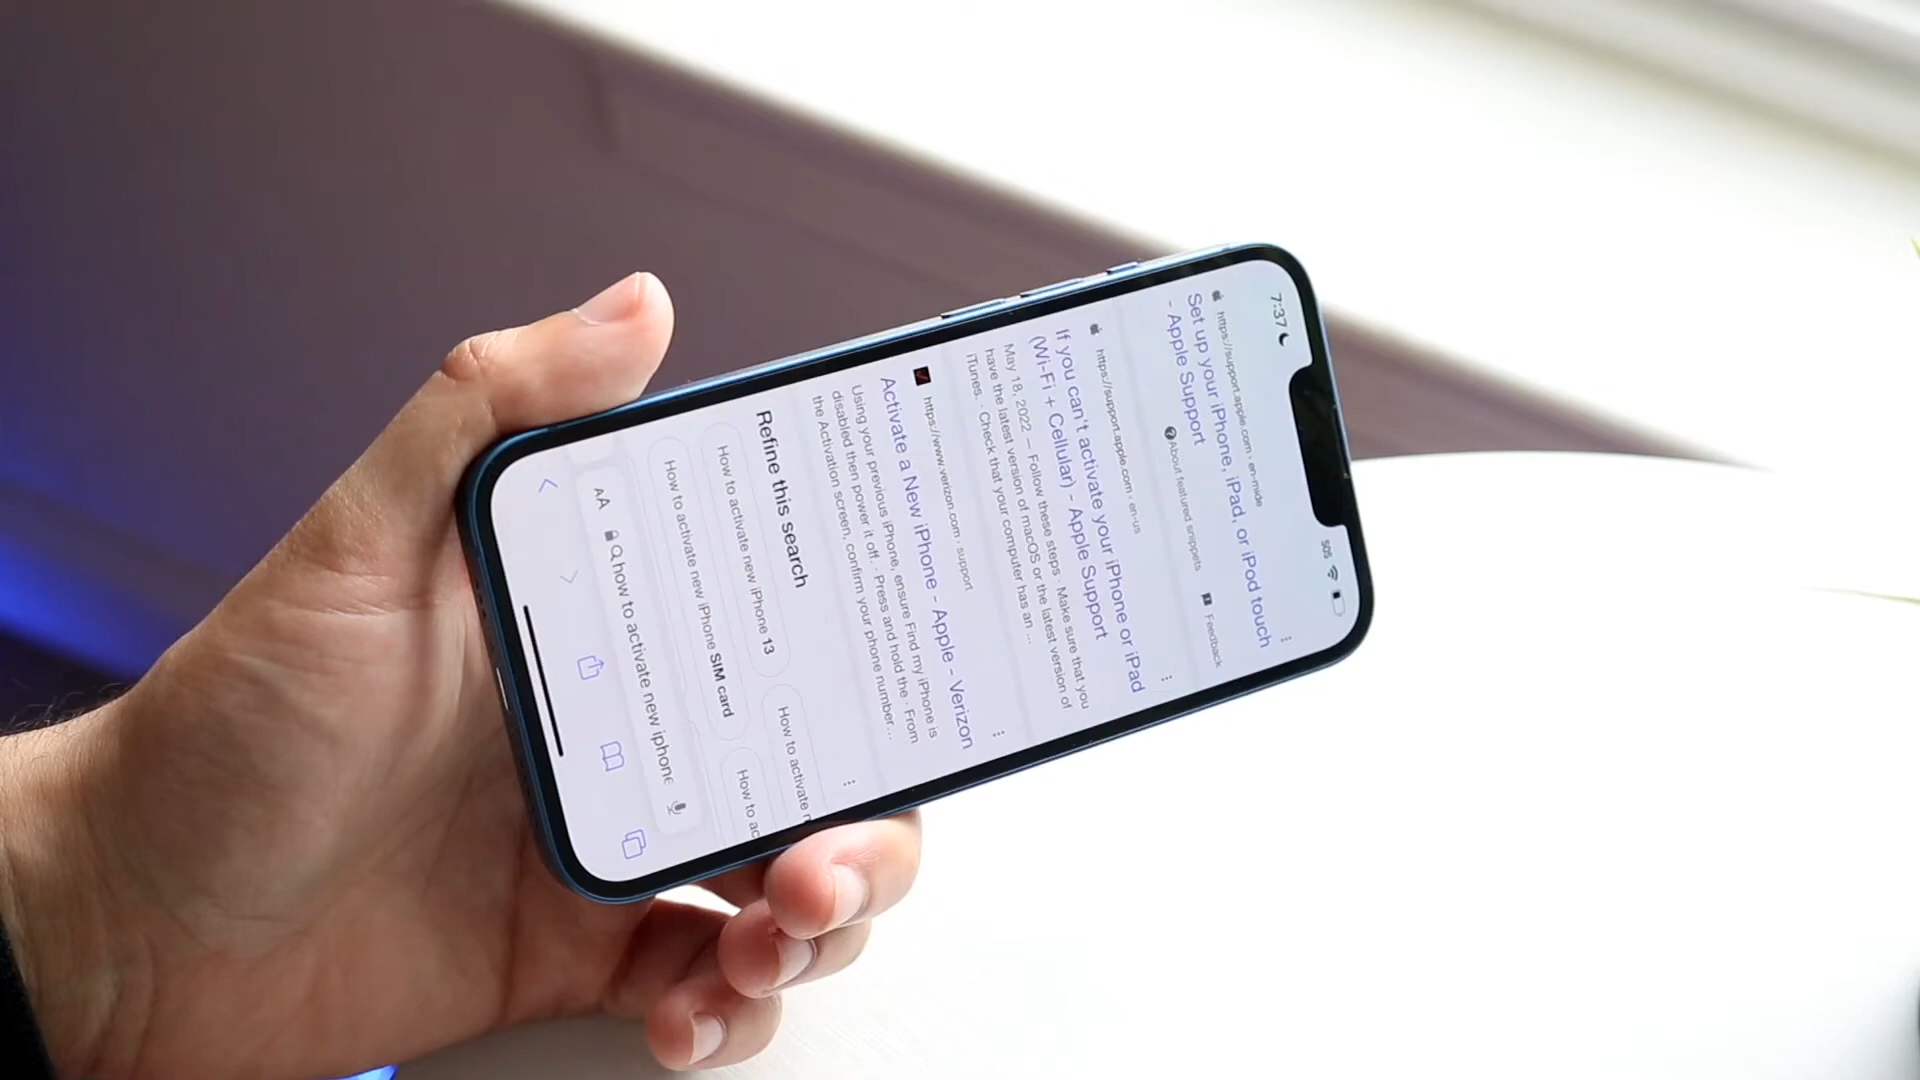 7:37
SOS
https://support.apple.com › en-mide
Set up your iPhone, iPad, or iPod touch
- Apple Support
About featured snippets
Feedback
https://support.apple.com › en-us
If you can't activate your iPhone or iPad
(Wi-Fi + Cellular) - Apple Support
May 18, 2022 — Follow these steps · Make sure that you
have the latest version of macOS or the latest version of
iTunes. · Check that your computer has an ...
https://www.verizon.com › support
Activate a New iPhone - Apple - Verizon
Using your previous iPhone, ensure Find my iPhone is
disabled then power it off. · Press and hold the · From
the Activation screen, confirm your phone number...
Refine this search
How to activate new iPhone 13
How to activate
How to activate new iPhone SIM card
How to ac
AA
how to activate new iphone